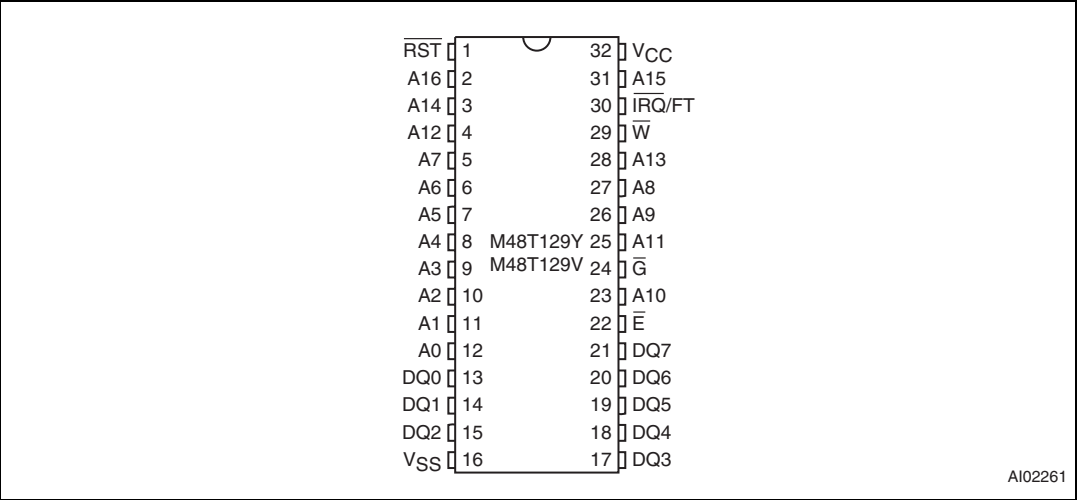 R̅S̅T̅ 1 32 VCC
A16 2 31 A15
A14 3 30 I̅R̅Q̅/FT
A12 4 29 W̅
A7 5 28 A13
A6 6 27 A8
A5 7 26 A9
A4 8 M48T129Y 25 A11
A3 9 M48T129V 24 G̅
A2 10 23 A10
A1 11 22 E̅
A0 12 21 DQ7
DQ0 13 20 DQ6
DQ1 14 19 DQ5
DQ2 15 18 DQ4
VSS 16 17 DQ3
AI02261